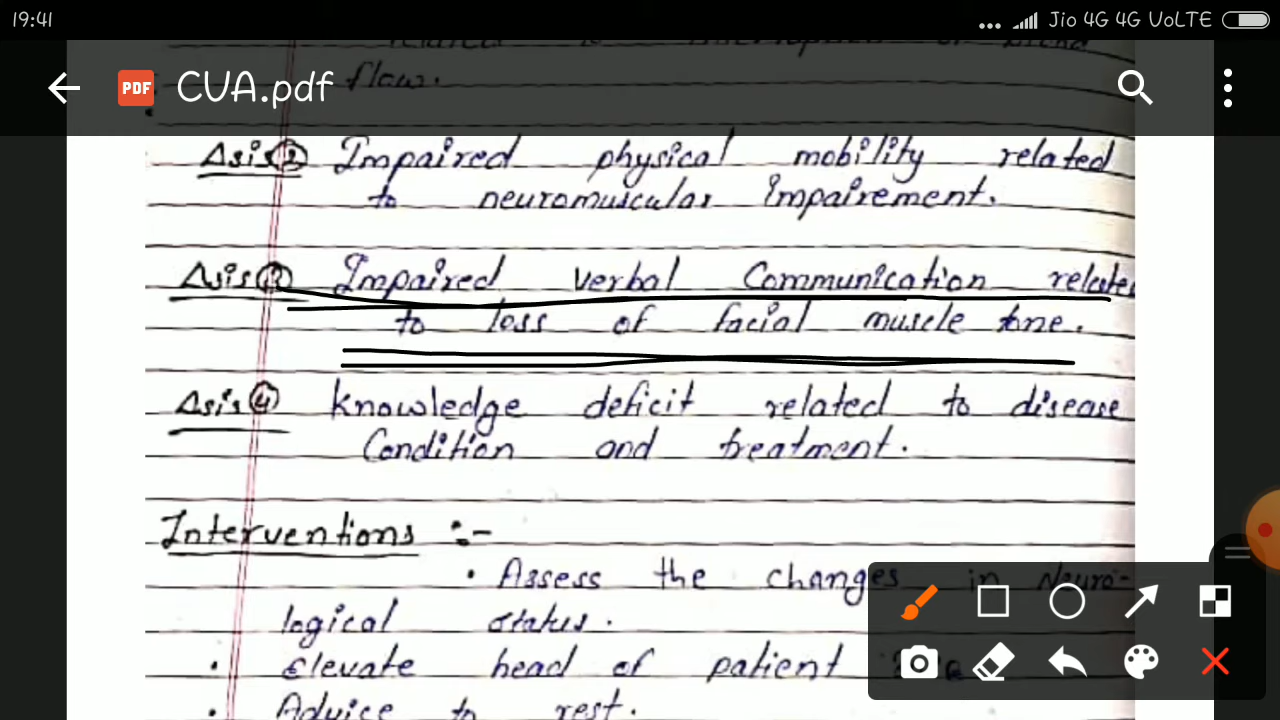 19:41
... Jio 4G 4G VoLTE
PDF CUA.pdf
flow.
Δsis② Impaired physical mobility related
to neuromuscular Impairement.
Δsis③ Impaired verbal Communication related
to loss of facial muscle tone.
Δsis④ knowledge deficit related to disease
Condition and treatment.
Interventions :-
• Assess the changes in Neuro-
logical status.
• Elevate head of patient
• Advice to rest.